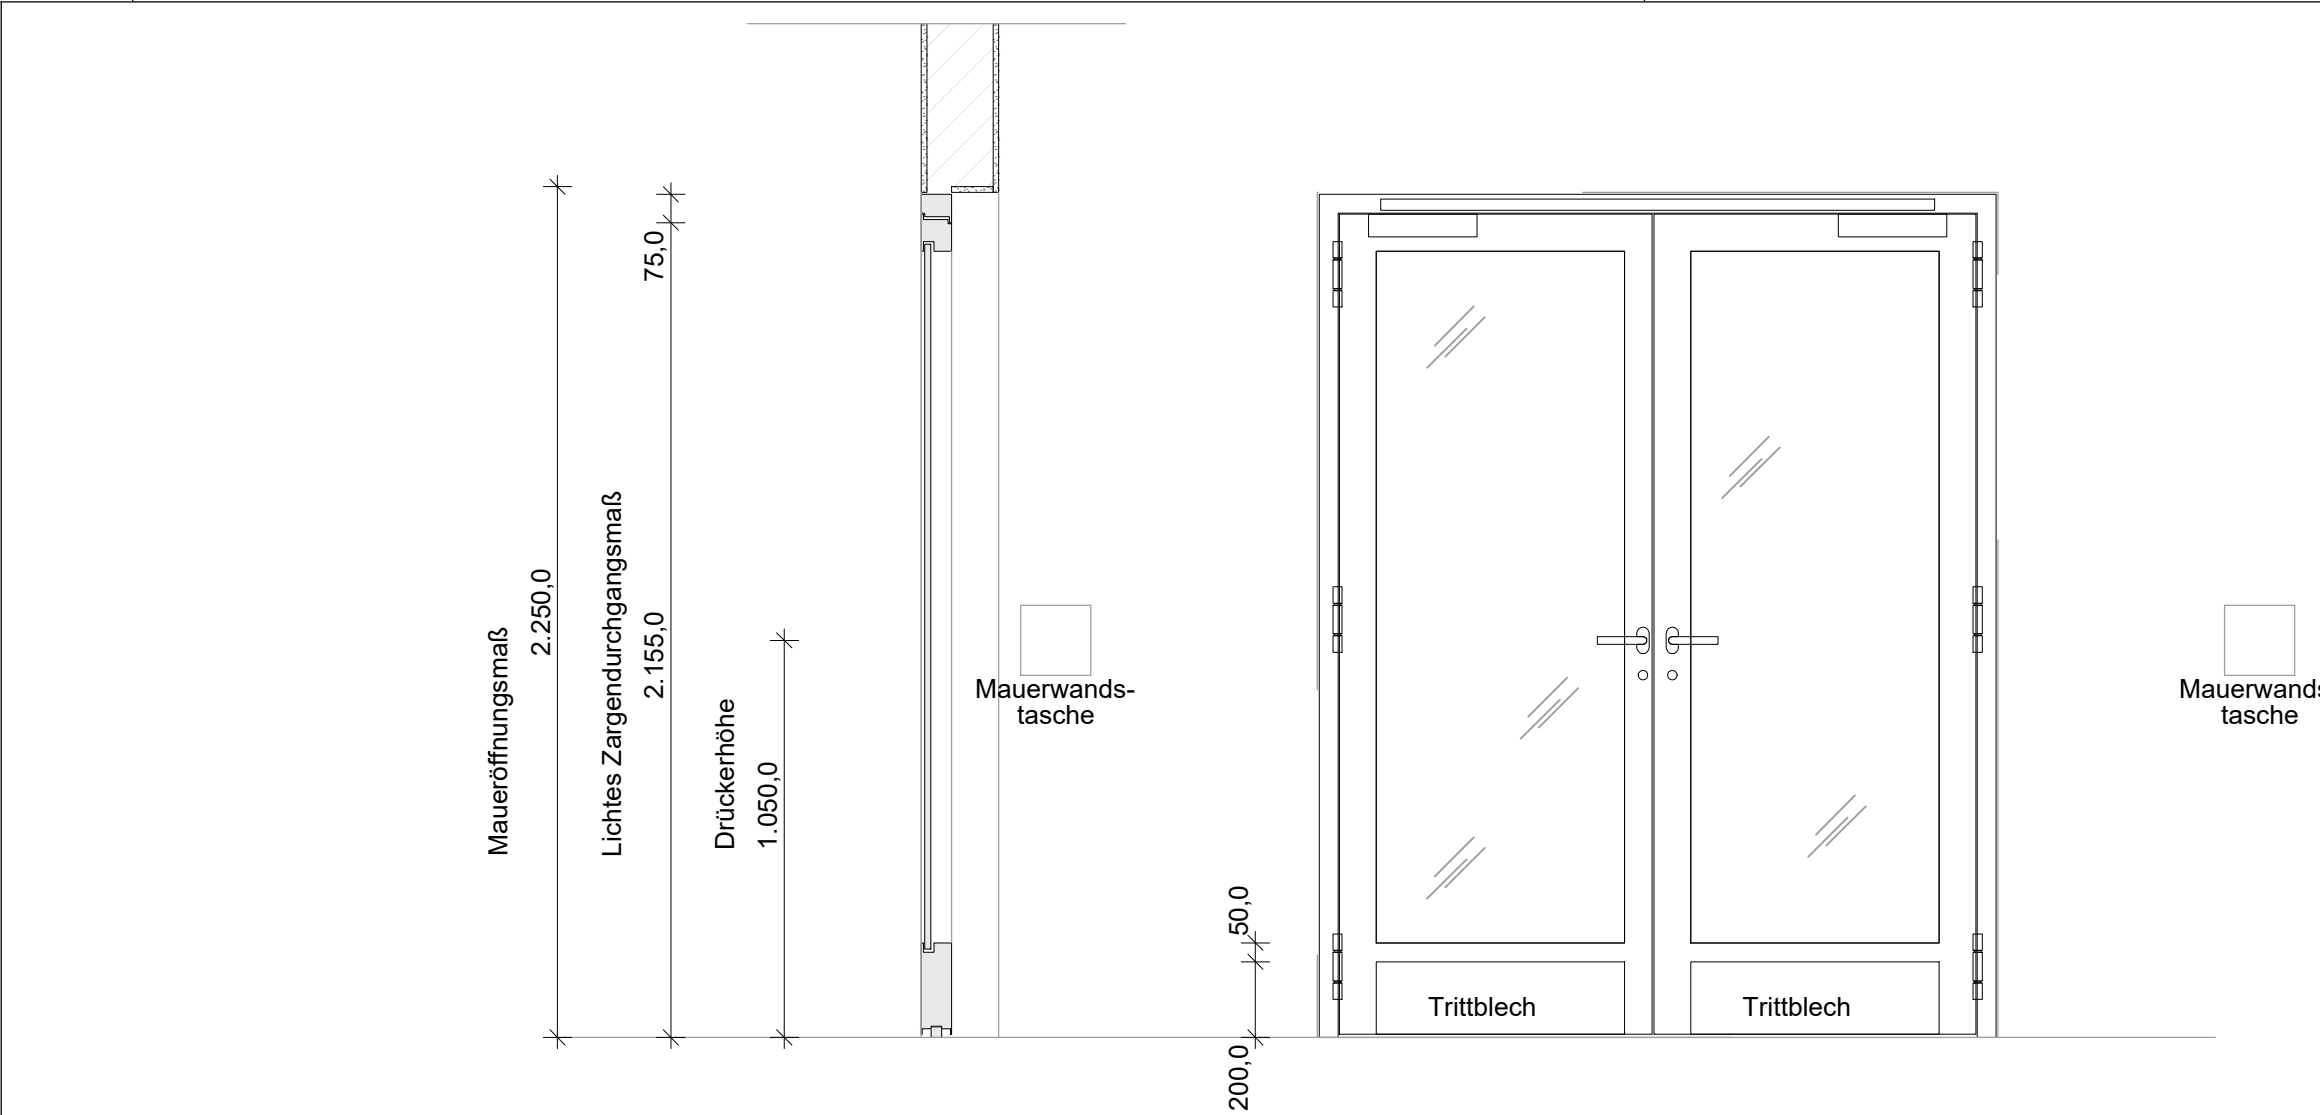 Maueröffnungsmaß
2.250,0
Lichtes Zargendurchgangsmaß
2.155,0
75,0
Drückerhöhe
1.050,0
Mauerwands-
tasche
50,0
200,0
Trittblech
Trittblech
Mauerwands
tasche